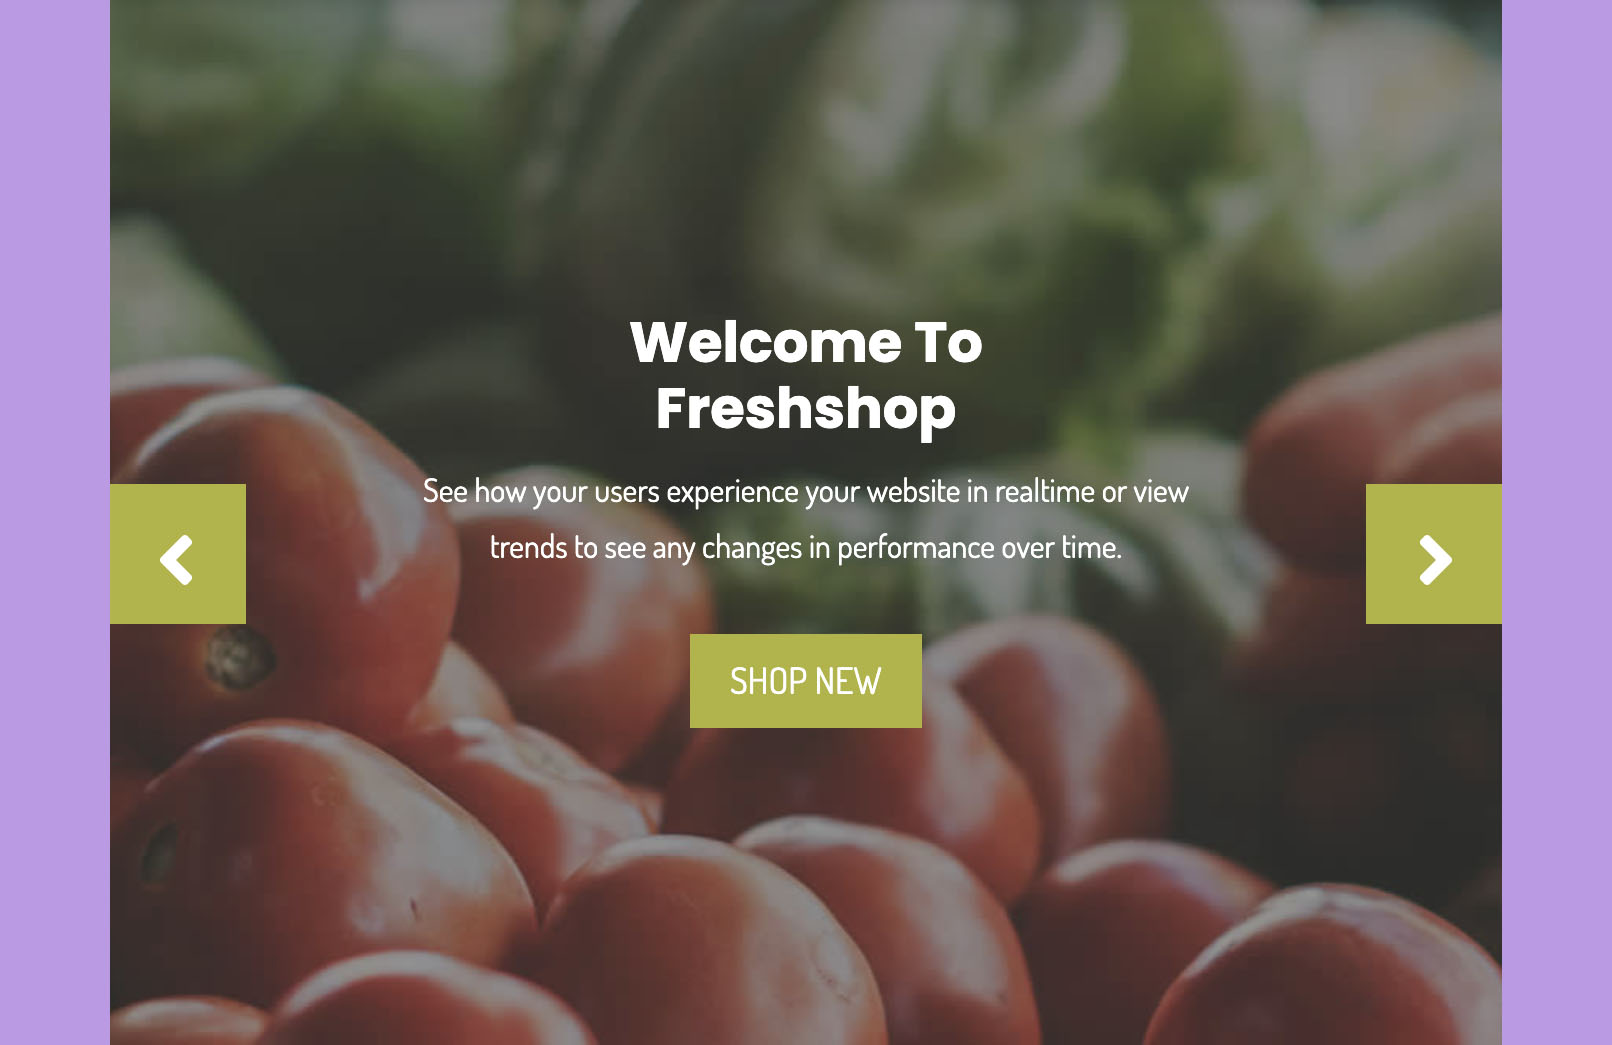 Welcome To
Freshshop
See how your users experience your website in realtime or view
trends to see any changes in performance over time.
SHOP NEW